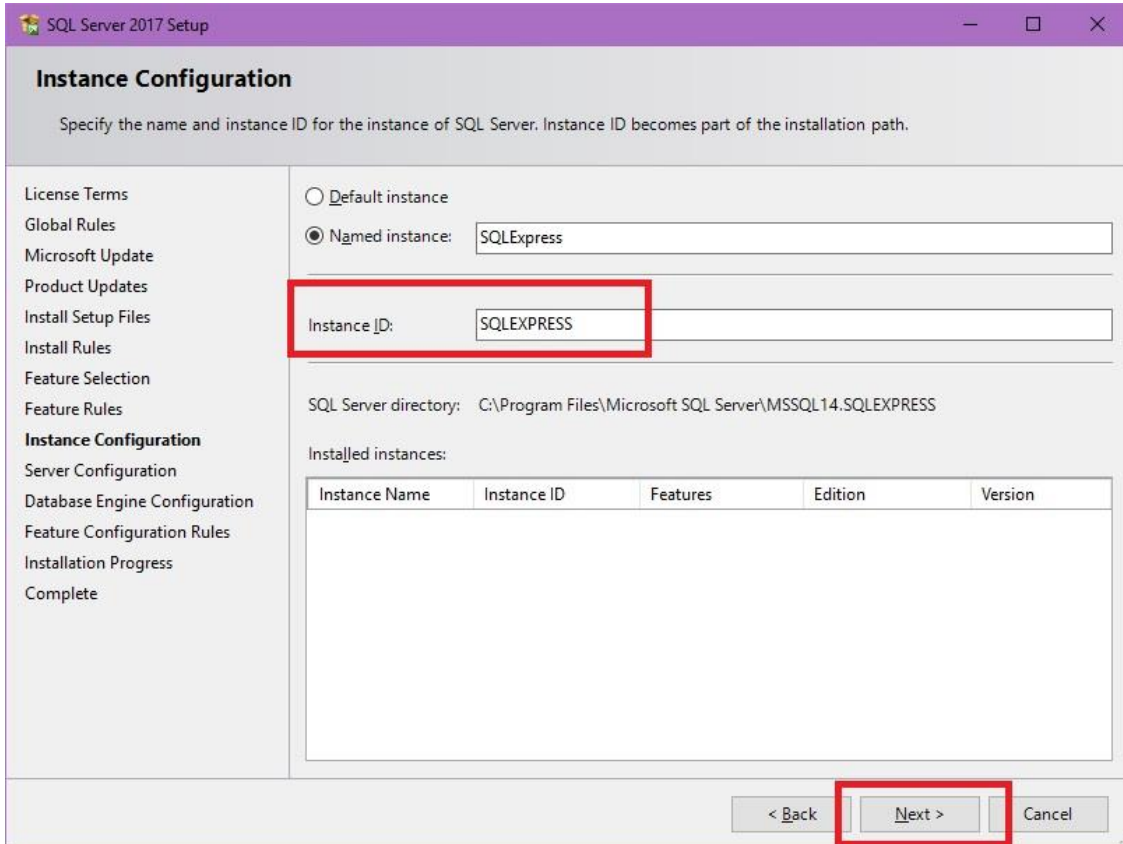 SQL Server 2017 Setup
Instance Configuration
Specify the name and instance ID for the instance of SQL Server. Instance ID becomes part of the installation path.
License Terms
Global Rules
Microsoft Update
Product Updates
Install Setup Files
Install Rules
Feature Selection
Feature Rules
Instance Configuration
Server Configuration
Database Engine Configuration
Feature Configuration Rules
Installation Progress
Complete
Default instance
Named instance: SQLExpress
Instance ID: SQLEXPRESS
SQL Server directory: C:\Program Files\Microsoft SQL Server\MSSQL14.SQLEXPRESS
Installed instances:
Instance Name Instance ID Features Edition Version
< Back Next > Cancel